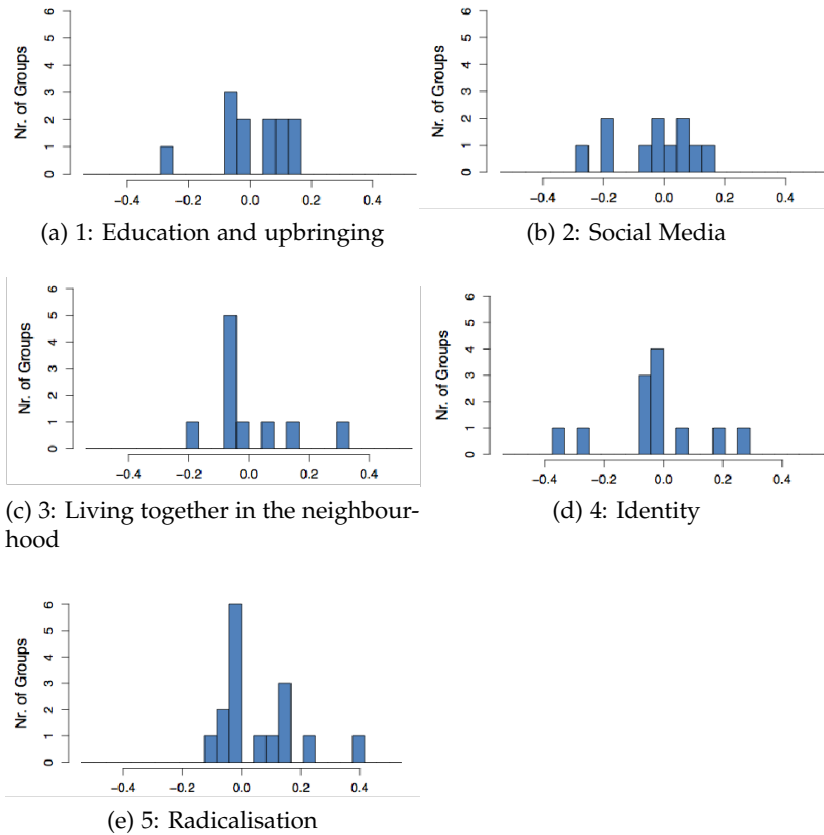 Nr. of Groups
0 1 2 3 4 5 6
−0.4 −0.2 0.0 0.2 0.4
(a) 1: Education and upbringing
Nr. of Groups
0 1 2 3 4 5 6
−0.4 −0.2 0.0 0.2 0.4
(b) 2: Social Media
Nr. of Groups
0 1 2 3 4 5 6
−0.4 −0.2 0.0 0.2 0.4
(c) 3: Living together in the neighbour-
hood
Nr. of Groups
0 1 2 3 4 5 6
−0.4 −0.2 0.0 0.2 0.4
(d) 4: Identity
Nr. of Groups
0 1 2 3 4 5 6
−0.4 −0.2 0.0 0.2 0.4
(e) 5: Radicalisation